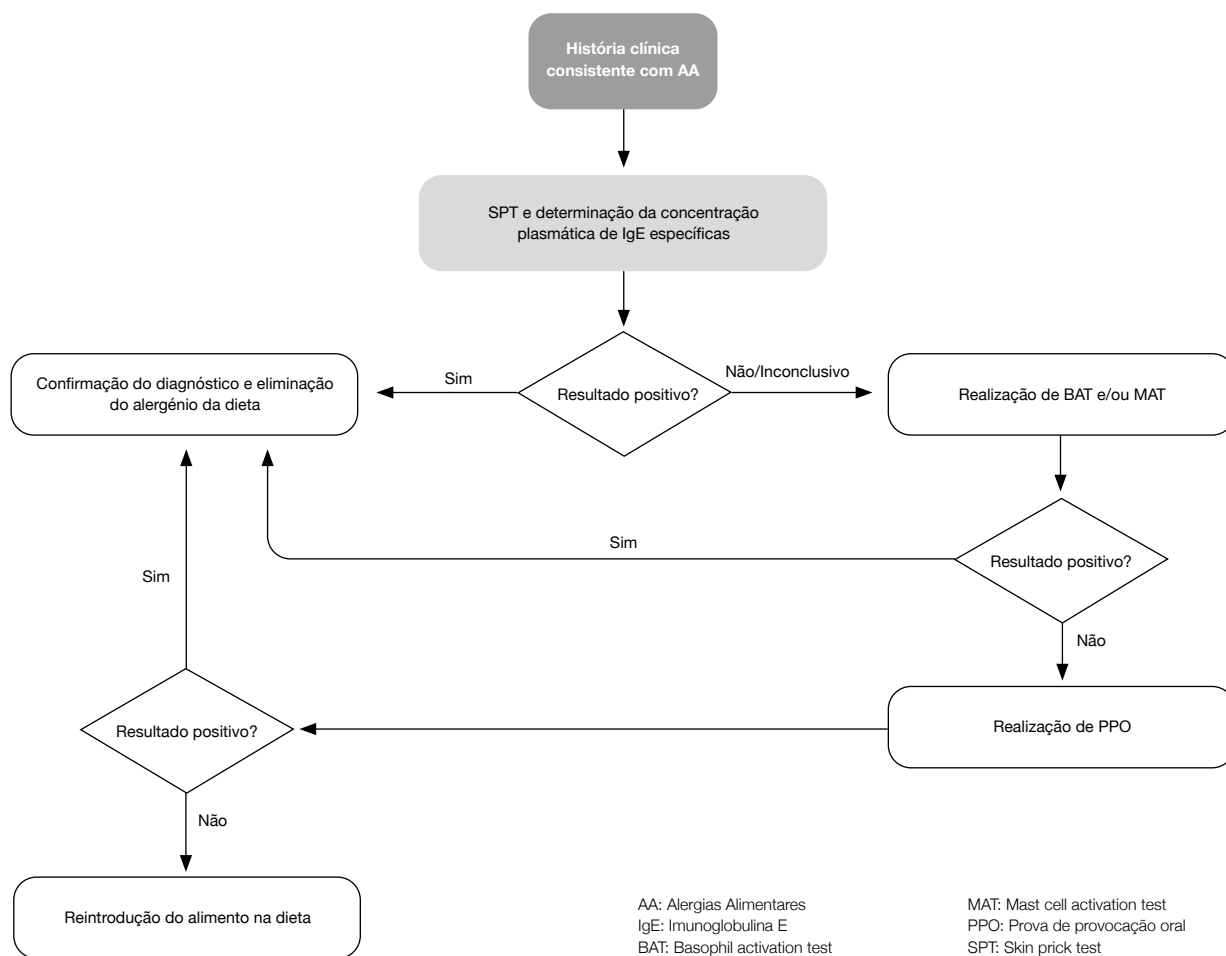 História clínica
consistente com AA
SPT e determinação da concentração
plasmática de IgE específicas
Confirmação do diagnóstico e eliminação
do alergénio da dieta
Sim
Resultado positivo?
Não/Inconclusivo
Realização de BAT e/ou MAT
Sim
Resultado positivo?
Sim
Não
Resultado positivo?
Realização de PPO
Não
Reintrodução do alimento na dieta
AA: Alergias Alimentares
IgE: Imunoglobulina E
BAT: Basophil activation test
MAT: Mast cell activation test
PPO: Prova de provocação oral
SPT: Skin prick test